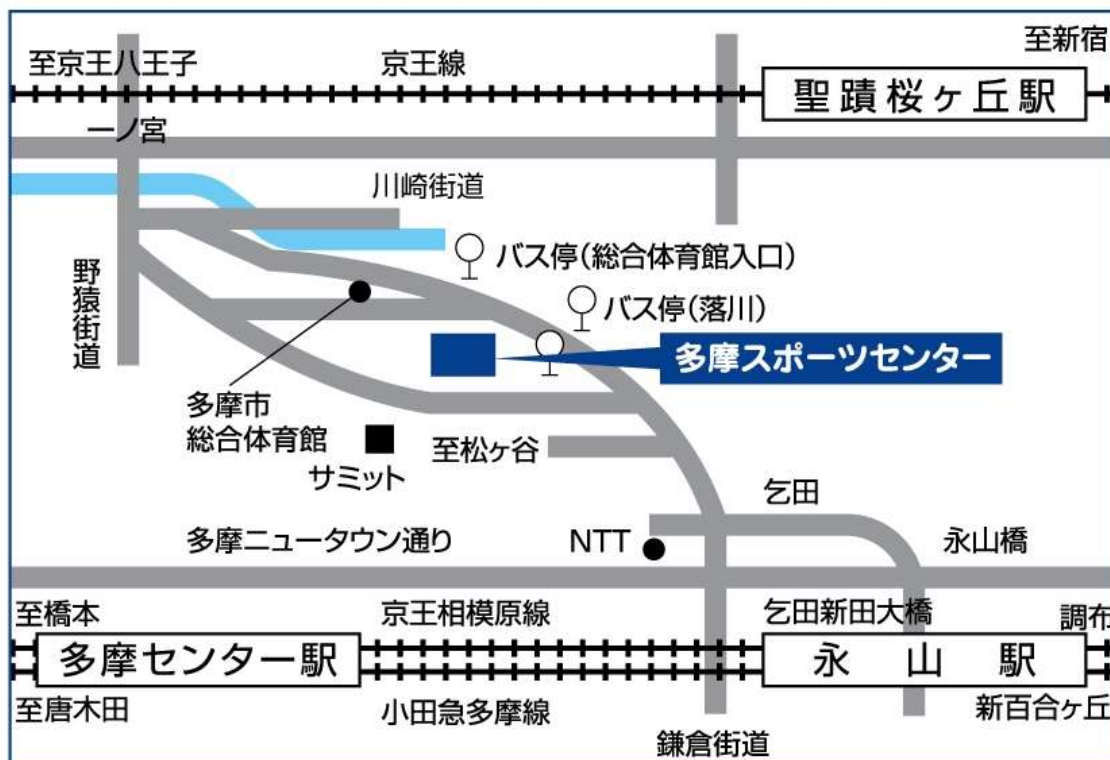 至新宿
至京王八王子
京王線
聖蹟桜ヶ丘駅
一ノ宮
川崎街道
野猿街道
バス停(総合体育館入口)
バス停(落川)
多摩スポーツセンター
多摩市
総合体育館
サミット
至松ヶ谷
乞田
多摩ニュータウン通り
NTT
永山橋
至橋本
京王相模原線
乞田新田大橋
調布
多摩センター駅
永山駅
至唐木田
小田急多摩線
新百合ヶ丘
鎌倉街道